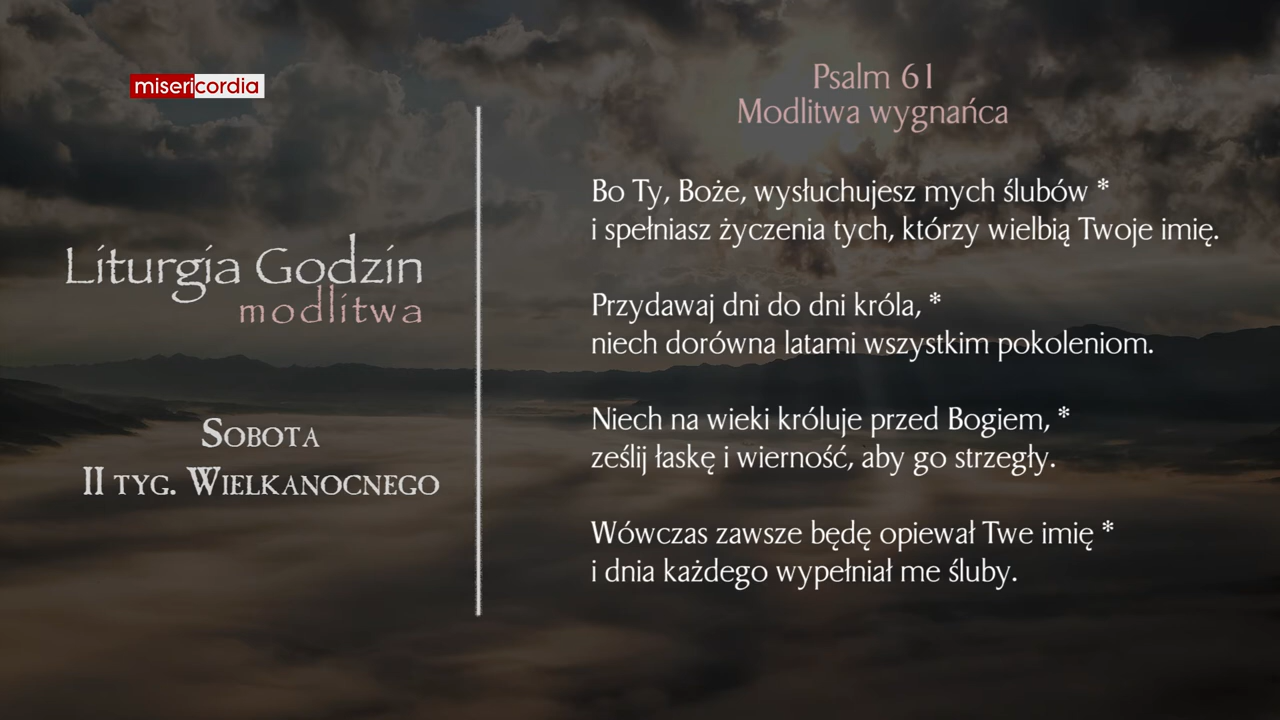 misericordia
Liturgia Godzin
modlitwa
Sobota
II tyg. Wielkanocnego
Psalm 61
Modlitwa wygnańca
Bo Ty, Boże, wysłuchujesz mych ślubów *
i spełniasz życzenia tych, którzy wielbią Twoje imię.
Przydawaj dni do dni króla, *
niech dorówna latami wszystkim pokoleniom.
Niech na wieki króluje przed Bogiem, *
ześlij łaskę i wierność, aby go strzegły.
Wówczas zawsze będę opiewał Twe imię *
i dnia każdego wypełniał me śluby.